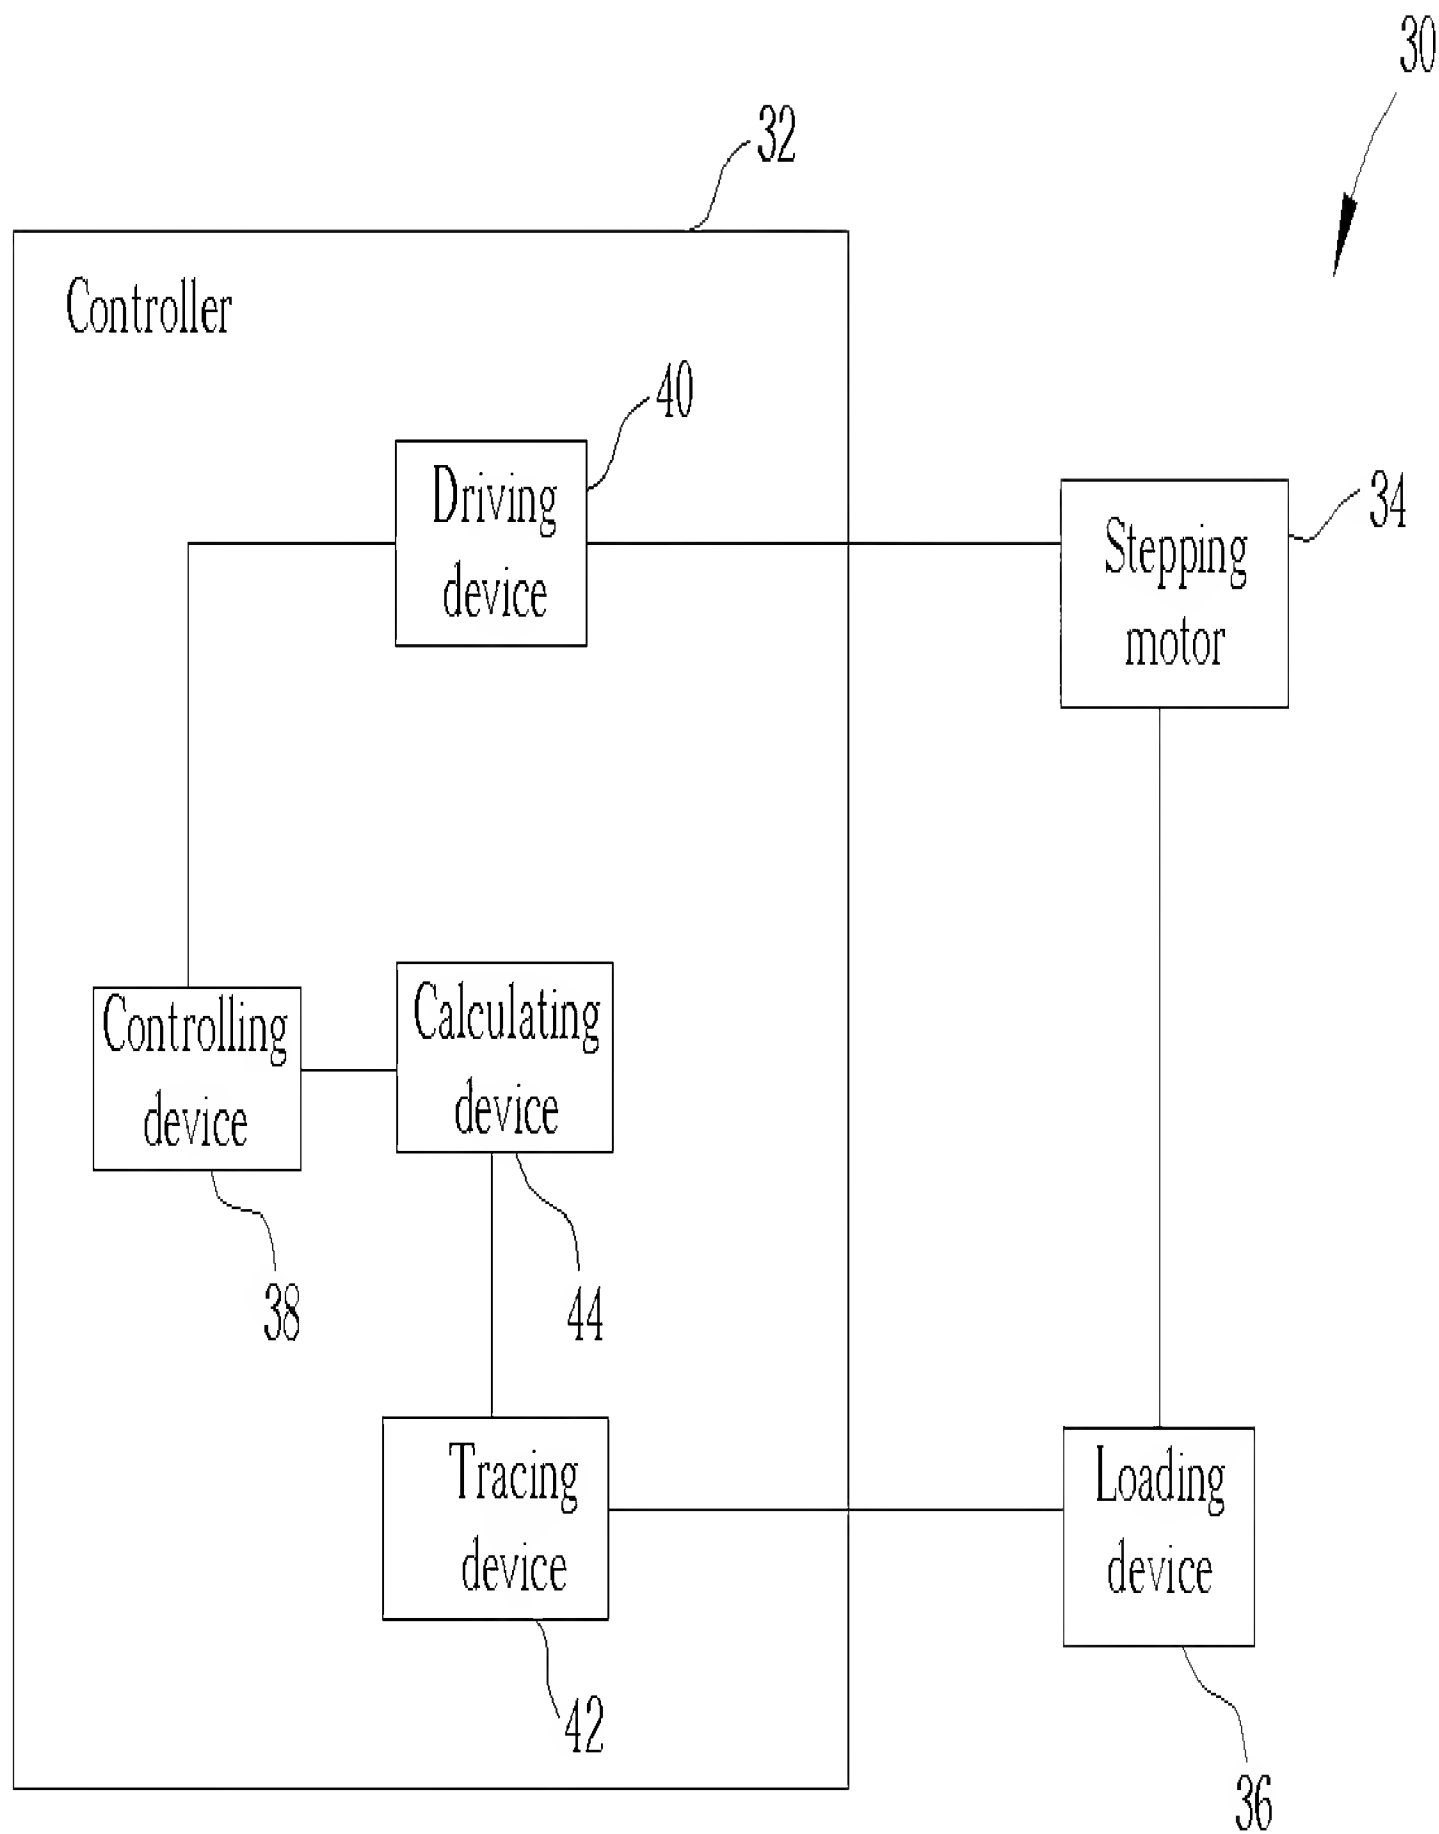 30
32
Controller
40
Driving
device
34
Stepping
motor
Controlling
device
Calculating
device
38
44
Tracing
device
Loading
device
42
36